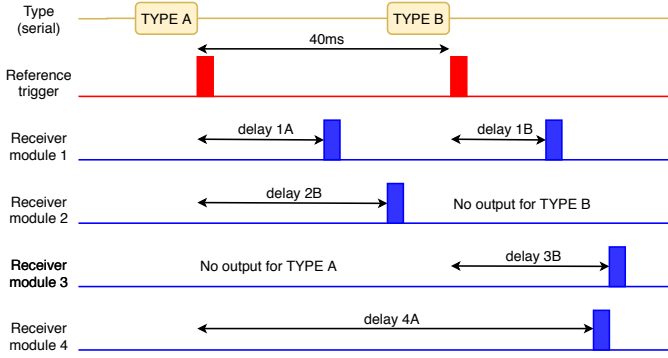 Type
(serial)
TYPE A
TYPE B
40ms
Reference
trigger
Receiver
module 1
delay 1A
delay 1B
Receiver
module 2
delay 2B
No output for TYPE B
Receiver
module 3
No output for TYPE A
delay 3B
Receiver
module 4
delay 4A